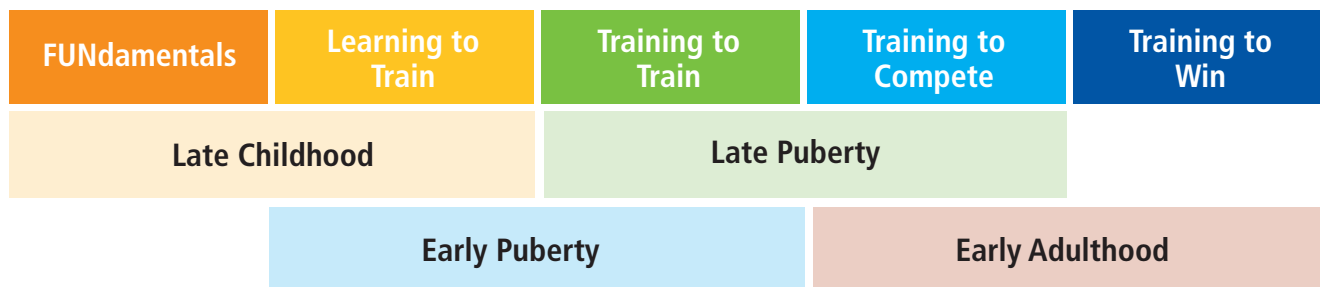 FUNdamentals
Learning to
Train
Training to
Train
Training to
Compete
Training to
Win
Late Childhood
Late Puberty
Early Puberty
Early Adulthood